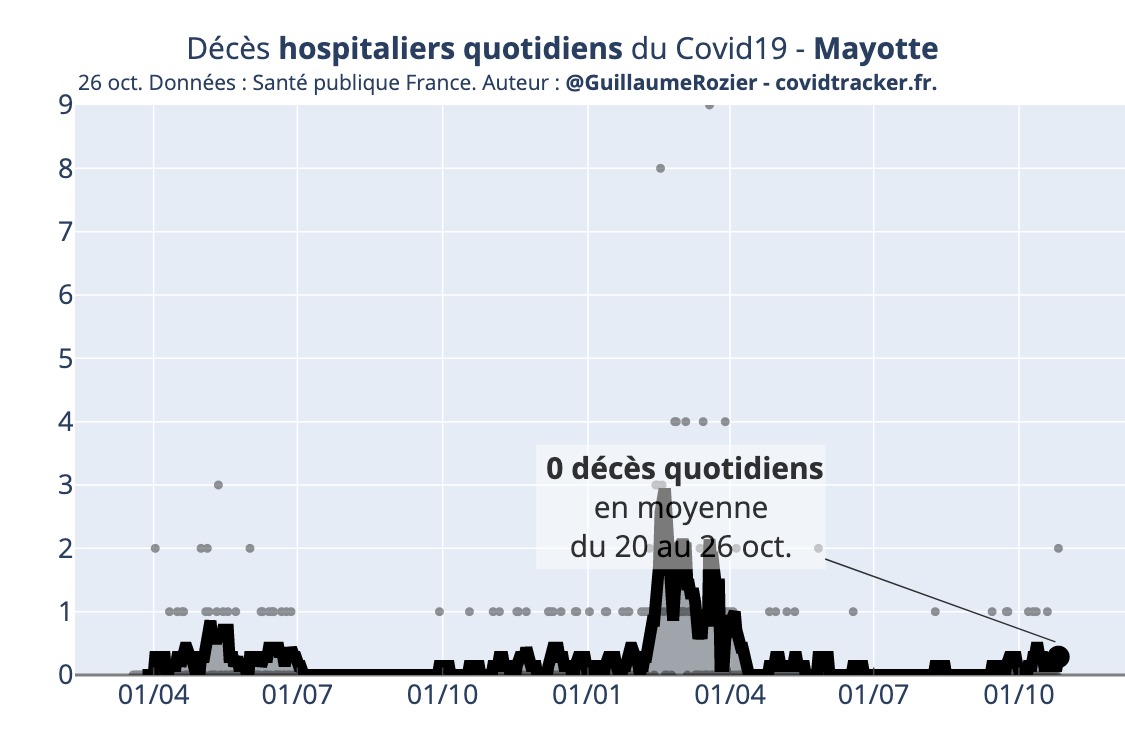 Décès hospitaliers quotidiens du Covid19 - Mayotte
26 oct. Données : Santé publique France. Auteur : @GuillaumeRozier - covidtracker.fr.
9
8
7
6
5
4
3
2
1
0
0 décès quotidiens
en moyenne
du 20 au 26 oct.
01/04 01/07 01/10 01/01 01/04 01/07 01/10